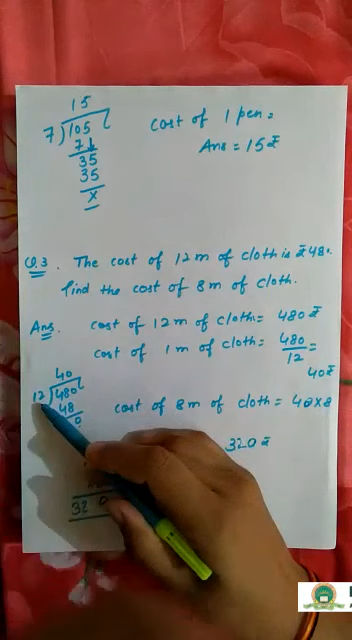 15
7)105(
7↓
35
35
x
Cost of 1 pen =
Ans = 15₹
Q.3. The cost of 12 m of cloth is ₹480.
find the cost of 8 m of cloth.
Ans. cost of 12 m of cloth = 480₹
cost of 1 m of cloth = 480/12 =
40₹
40
12)480(
48
0
cost of 8 m of cloth = 40×8
320₹
32 0